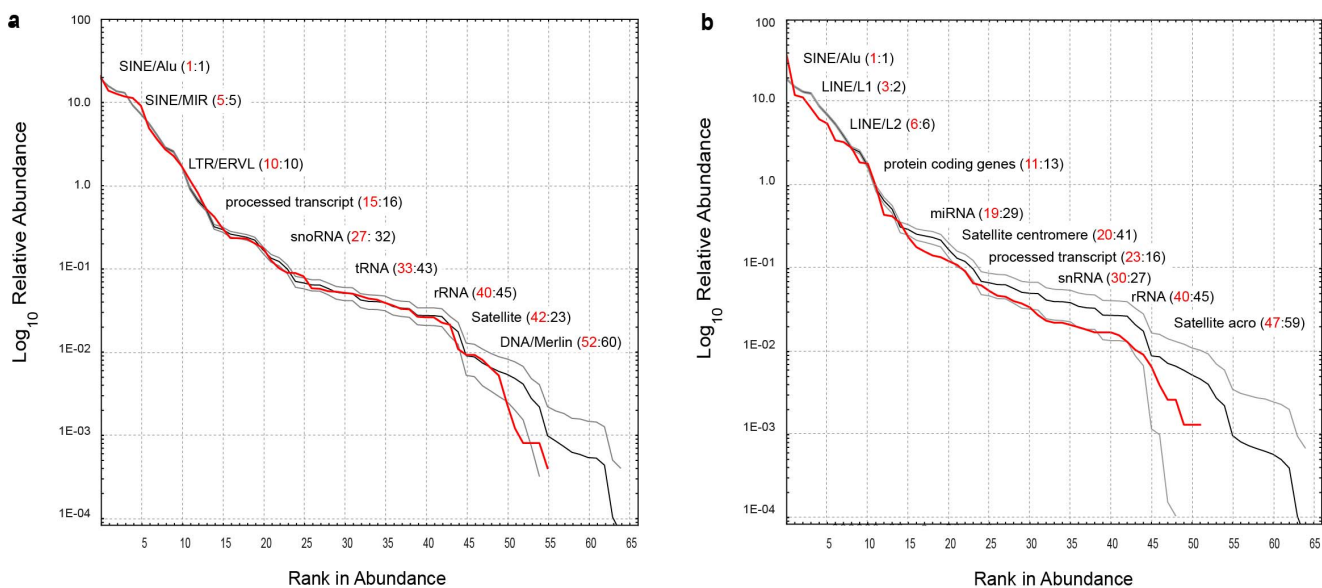 a
Log10 Relative Abundance
100
10.0
1.0
1E-01
1E-02
1E-03
1E-04
SINE/Alu (1:1)
SINE/MIR (5:5)
LTR/ERVL (10:10)
processed transcript (15:16)
snoRNA (27: 32)
tRNA (33:43)
rRNA (40:45)
Satellite (42:23)
DNA/Merlin (52:60)
5 10 15 20 25 30 35 40 45 50 55 60 65
Rank in Abundance
b
Log10 Relative Abundance
100
10.0
1.0
1E-01
1E-02
1E-03
1E-04
SINE/Alu (1:1)
LINE/L1 (3:2)
LINE/L2 (6:6)
protein coding genes (11:13)
miRNA (19:29)
Satellite centromere (20:41)
processed transcript (23:16)
snRNA (30:27)
rRNA (40:45)
Satellite acro (47:59)
5 10 15 20 25 30 35 40 45 50 55 60 65
Rank in Abundance